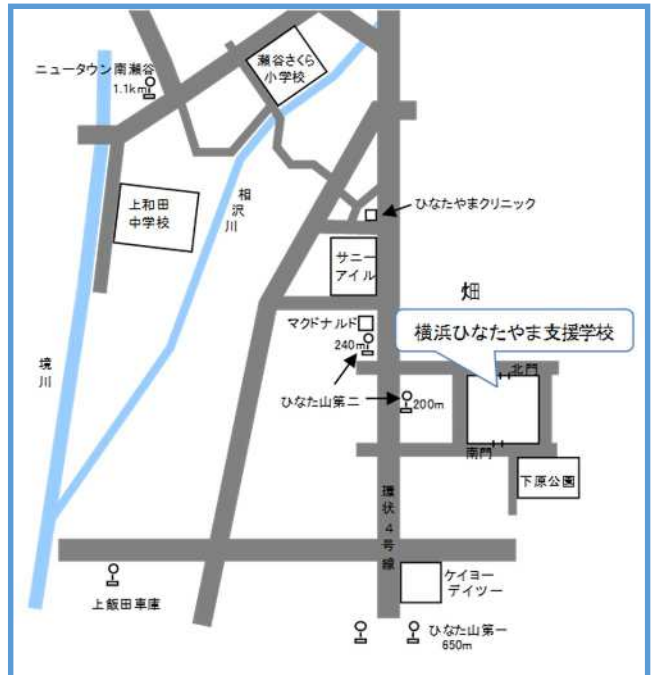 瀬谷さくら
小学校
ニュータウン南瀬谷
1.1km
上和田
中学校
相沢川
ひなたやまクリニック
サニー
アイル
畑
マクドナルド
240m
横浜ひなたやま支援学校
境川
北門
ひなた山第二
200m
南門
下原公園
環状4号線
ケイヨー
デイツー
上飯田車庫
ひなた山第一
650m